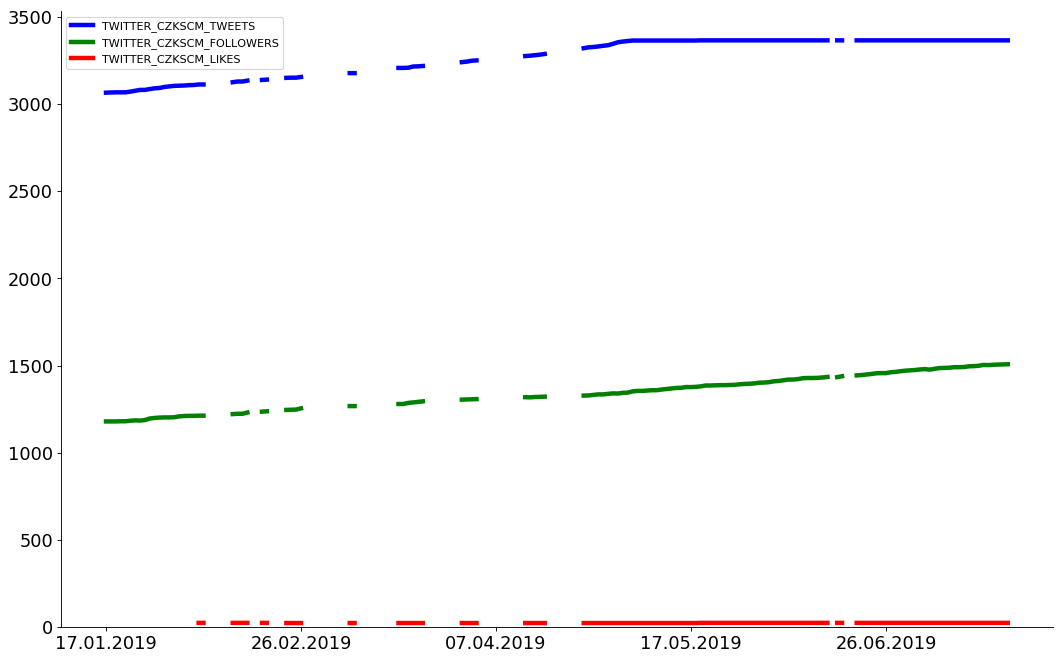 3500
TWITTER_CZKSCM_TWEETS
TWITTER_CZKSCM_FOLLOWERS
TWITTER_CZKSCM_LIKES
3000
2500
2000
1500
1000
500
0
17.01.2019 26.02.2019 07.04.2019 17.05.2019 26.06.2019